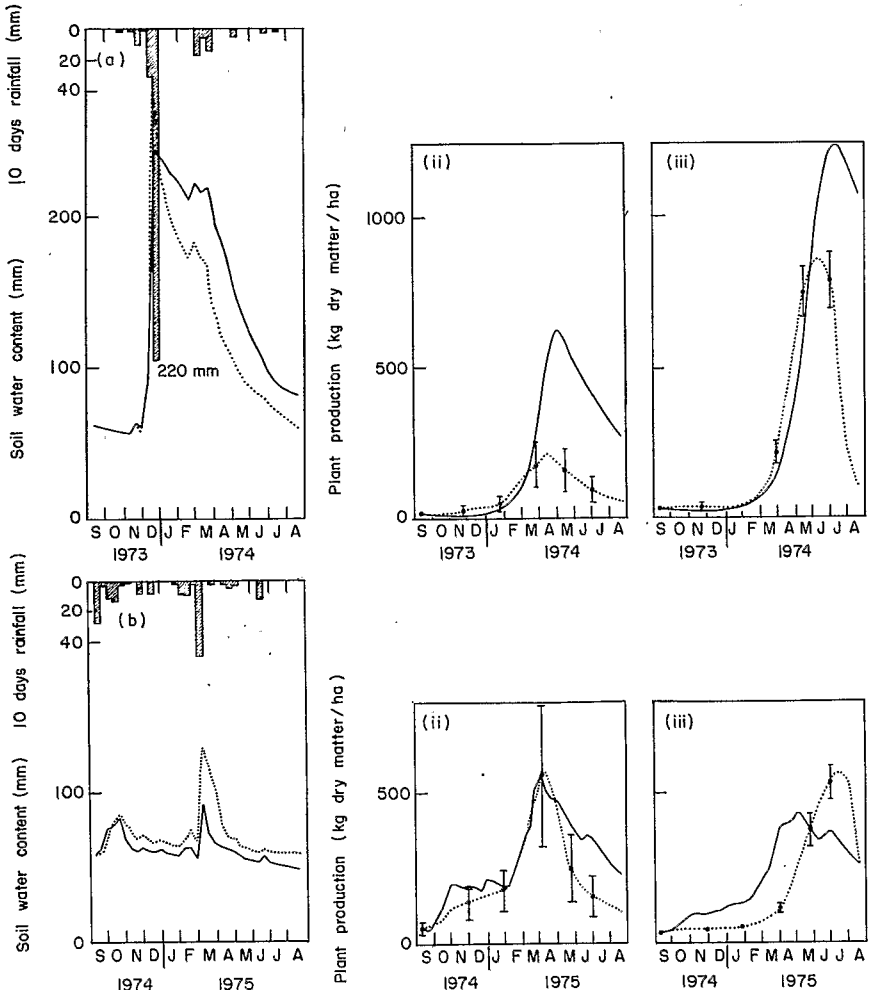 10 days rainfall (mm)
0
20
40
(a)
Soil water content (mm)
200
100
0
220 mm
S O N D J F M A M J J A
1973 1974
Plant production (kg dry matter/ha)
1000
500
0
(ii)
S O N D J F M A M J J A
1973 1974
(iii)
S O N D J F M A M J J A
1973 1974
10 days rainfall (mm)
0
20
40
(b)
Soil water content (mm)
100
0
S O N D J F M A M J J A
1974 1975
Plant production (kg dry matter/ha)
500
0
(ii)
S O N D J F M A M J J A
1974 1975
(iii)
S O N D J F M A M J J A
1974 1975